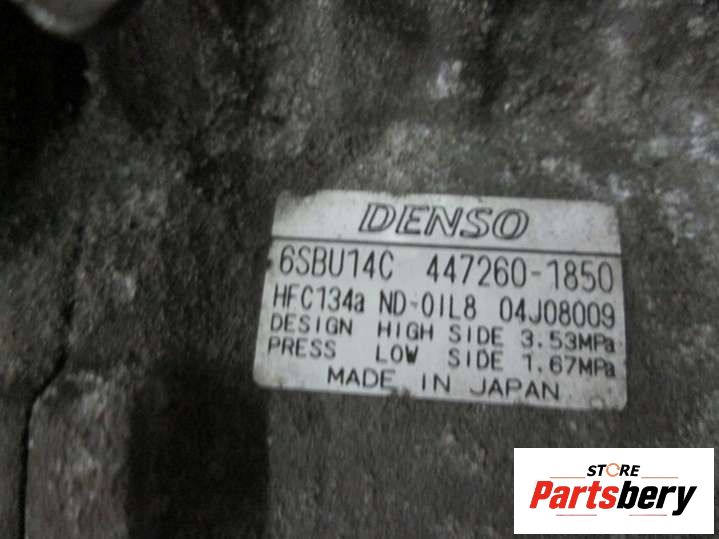 DENSO
6SBU14C 447260-1850
HFC134a ND-OIL8 04J08009
DESIGN HIGH SIDE 3.53MPa
PRESS LOW SIDE 1.67MPa
MADE IN JAPAN
STORE
Partsbery